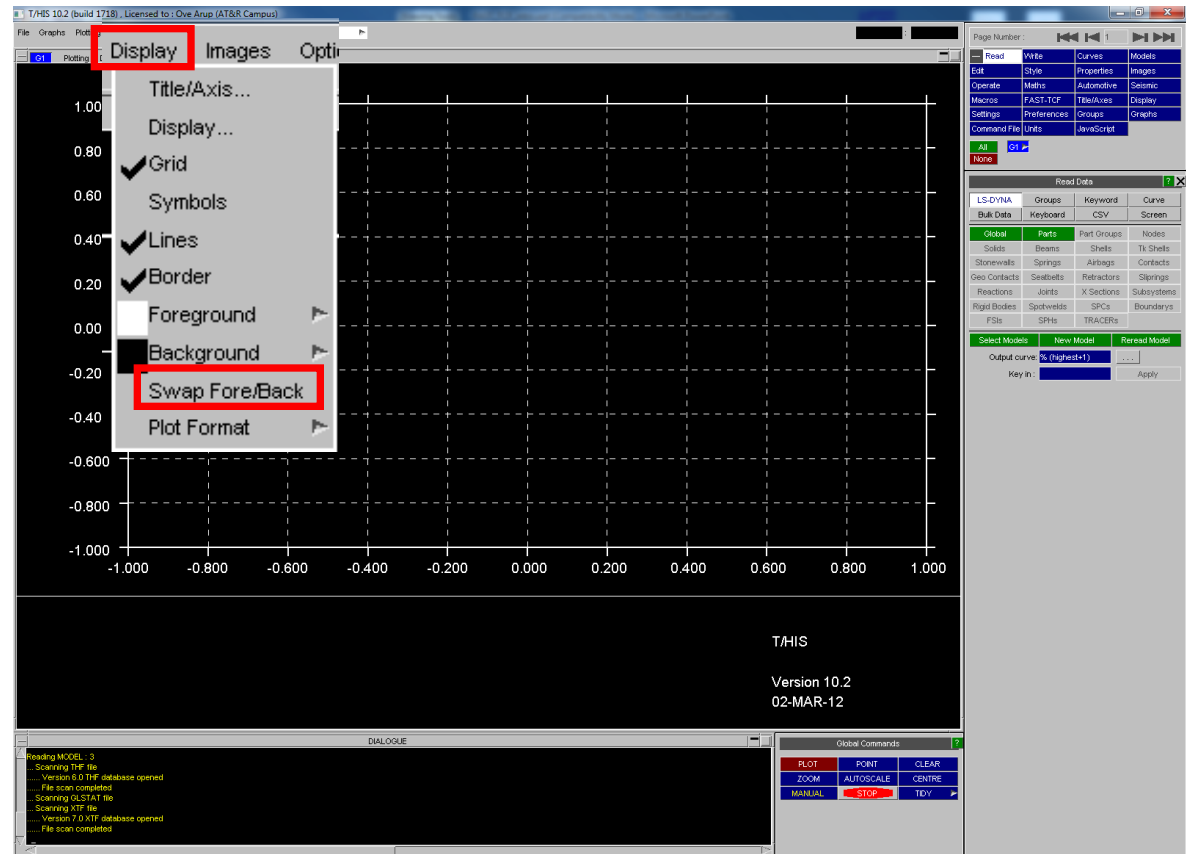 T/HIS 10.2 (build 1718) , Licensed to : Ove Arup (AT&R Campus)
File Graphs
G1 Plotting
Display Images
Title/Axis...
Display...
Grid
Symbols
Lines
Border
Foreground
Background
Swap Fore/Back
Plot Format
1.00
0.80
0.60
0.40
0.20
0.00
-0.20
-0.40
-0.600
-0.800
-1.000
-1.000 -0.800 -0.600 -0.400 -0.200 0.000 0.200 0.400 0.600 0.800 1.000
T/HIS
Version 10.2
02-MAR-12
DIALOGUE
Reading MODEL : 3
... Scanning THF file
...... Version 6.0 THF database opened
...... File scan completed
... Scanning GLSTAT file
... Scanning XTF file
...... Version 7.0 XTF database opened
...... File scan completed
Global Commands ?
PLOT POINT CLEAR
ZOOM AUTOSCALE CENTRE
MANUAL STOP TIDY
Page Number : 1
Read Write Curves Models
Edit Style Properties Images
Operate Maths Automotive Seismic
Macros FAST-TCF Title/Axes Display
Settings Preferences Groups Graphs
Command File Units JavaScript
All G1
None
Read Data ? X
LS-DYNA Groups Keyword Curve
Bulk Data Keyboard CSV Screen
Global Parts Part Groups Nodes
Solids Beams Shells Tk Shells
Stonewalls Springs Airbags Contacts
Geo Contacts Seatbelts Retractors Sliprings
Reactions Joints X Sections Subsystems
Rigid Bodies Spotwelds SPCs Boundarys
FSIs SPHs TRACERs
Select Models New Model Reread Model
Output curve: % (highest+1) ...
Key in : Apply